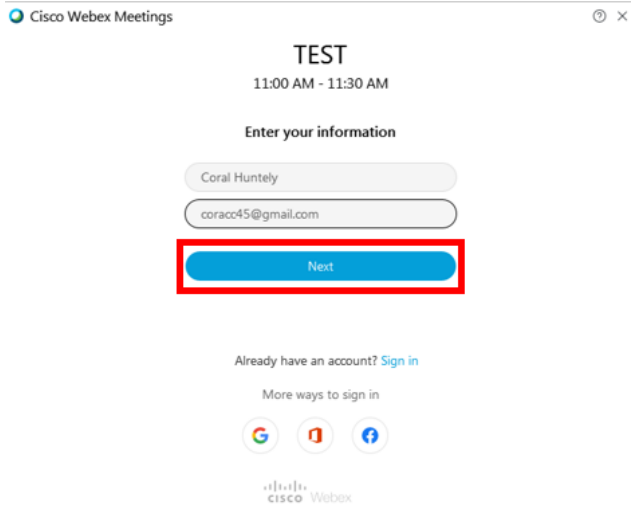 Cisco Webex Meetings
TEST
11:00 AM - 11:30 AM
Enter your information
Coral Huntely
coracc45@gmail.com
Next
Already have an account? Sign in
More ways to sign in
CISCO Webex